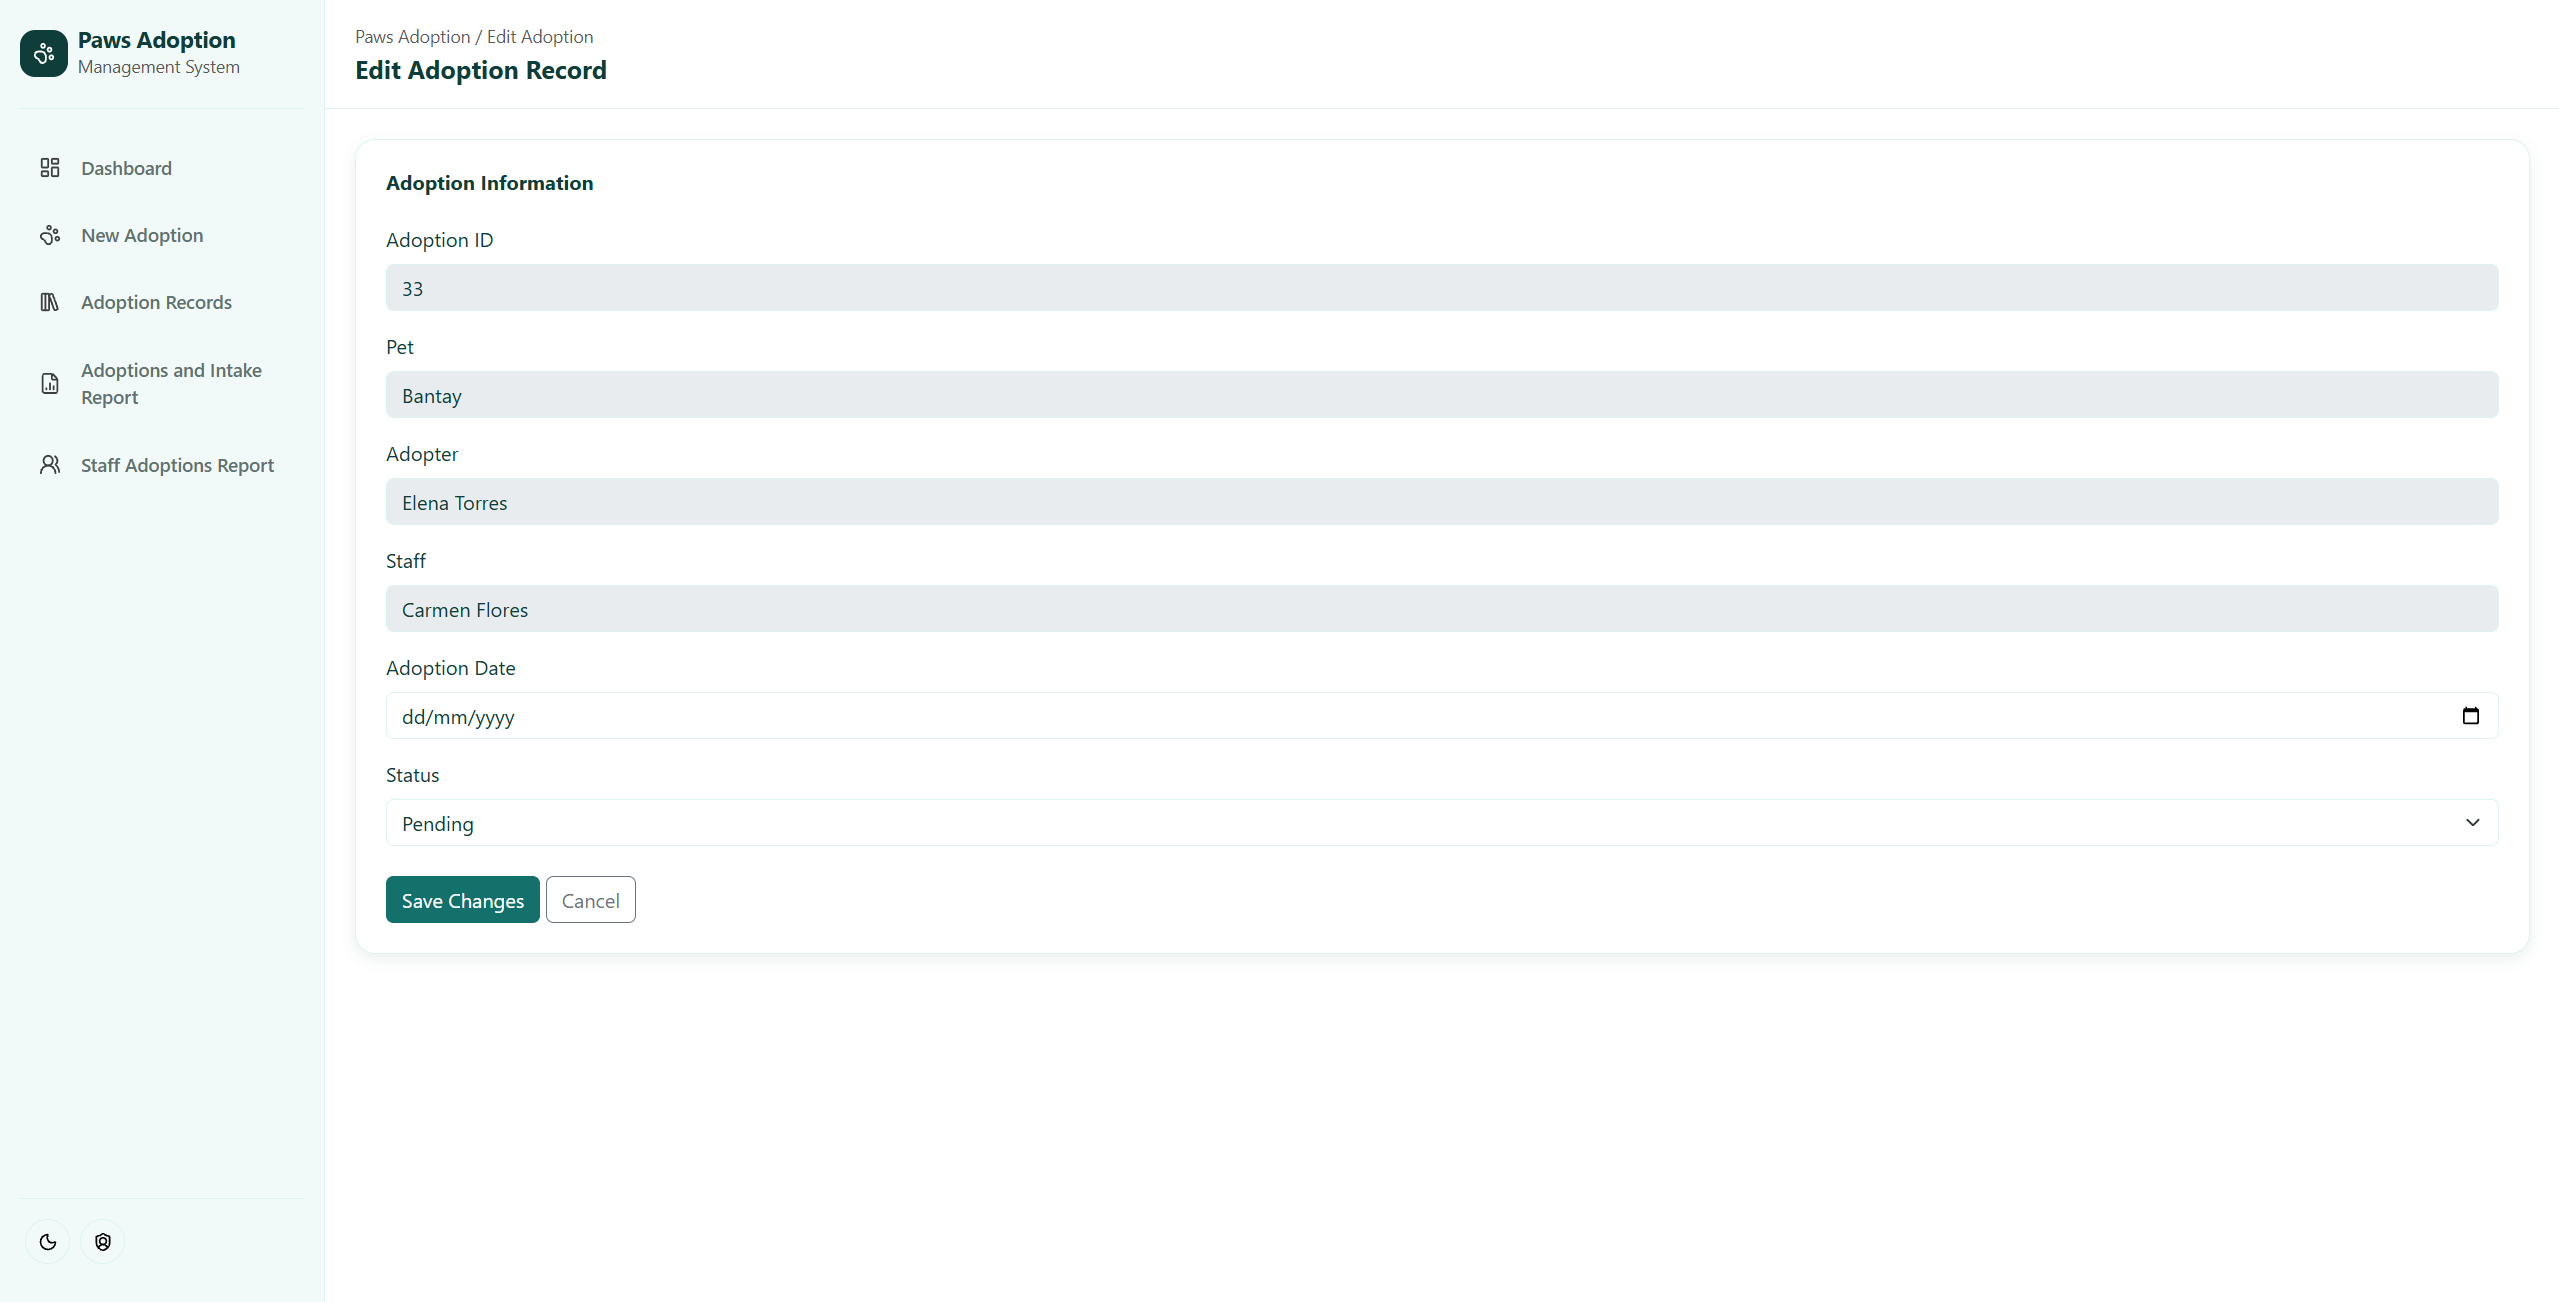 Paws Adoption
Management System
Dashboard
New Adoption
Adoption Records
Adoptions and Intake
Report
Staff Adoptions Report
Paws Adoption / Edit Adoption
Edit Adoption Record
Adoption Information
Adoption ID
33
Pet
Bantay
Adopter
Elena Torres
Staff
Carmen Flores
Adoption Date
dd/mm/yyyy
Status
Pending
Save Changes
Cancel